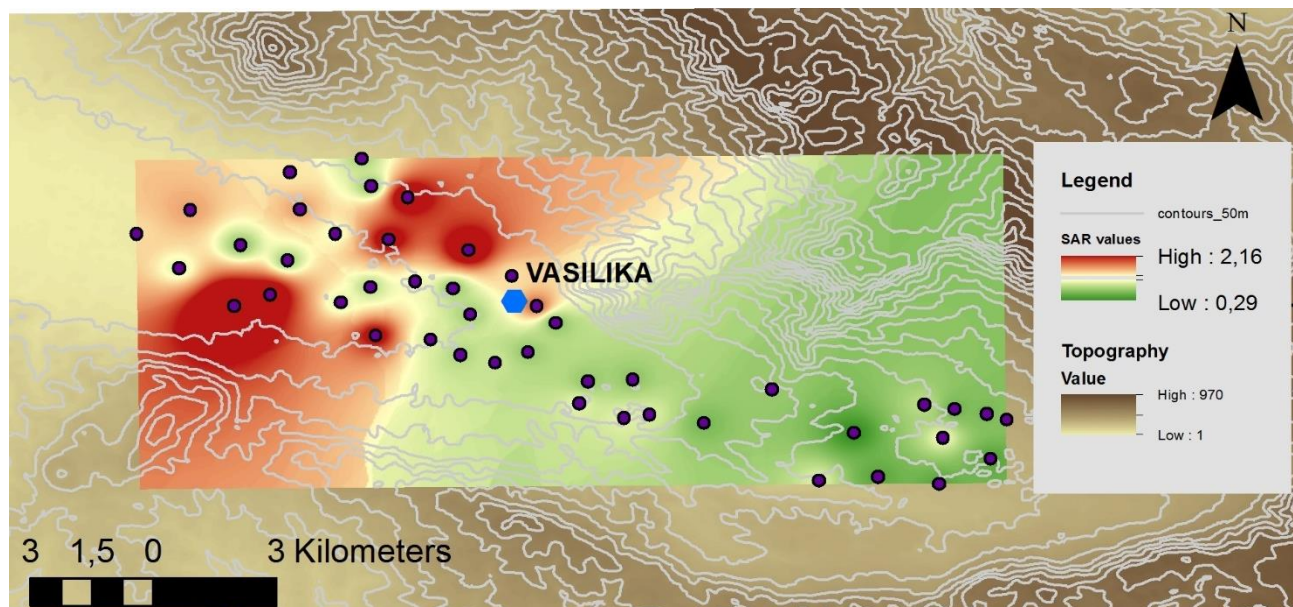 N
VASILIKA
Legend
contours_50m
SAR values
High : 2,16
Low : 0,29
Topography
Value
High : 970
Low : 1
3 1,5 0 3 Kilometers